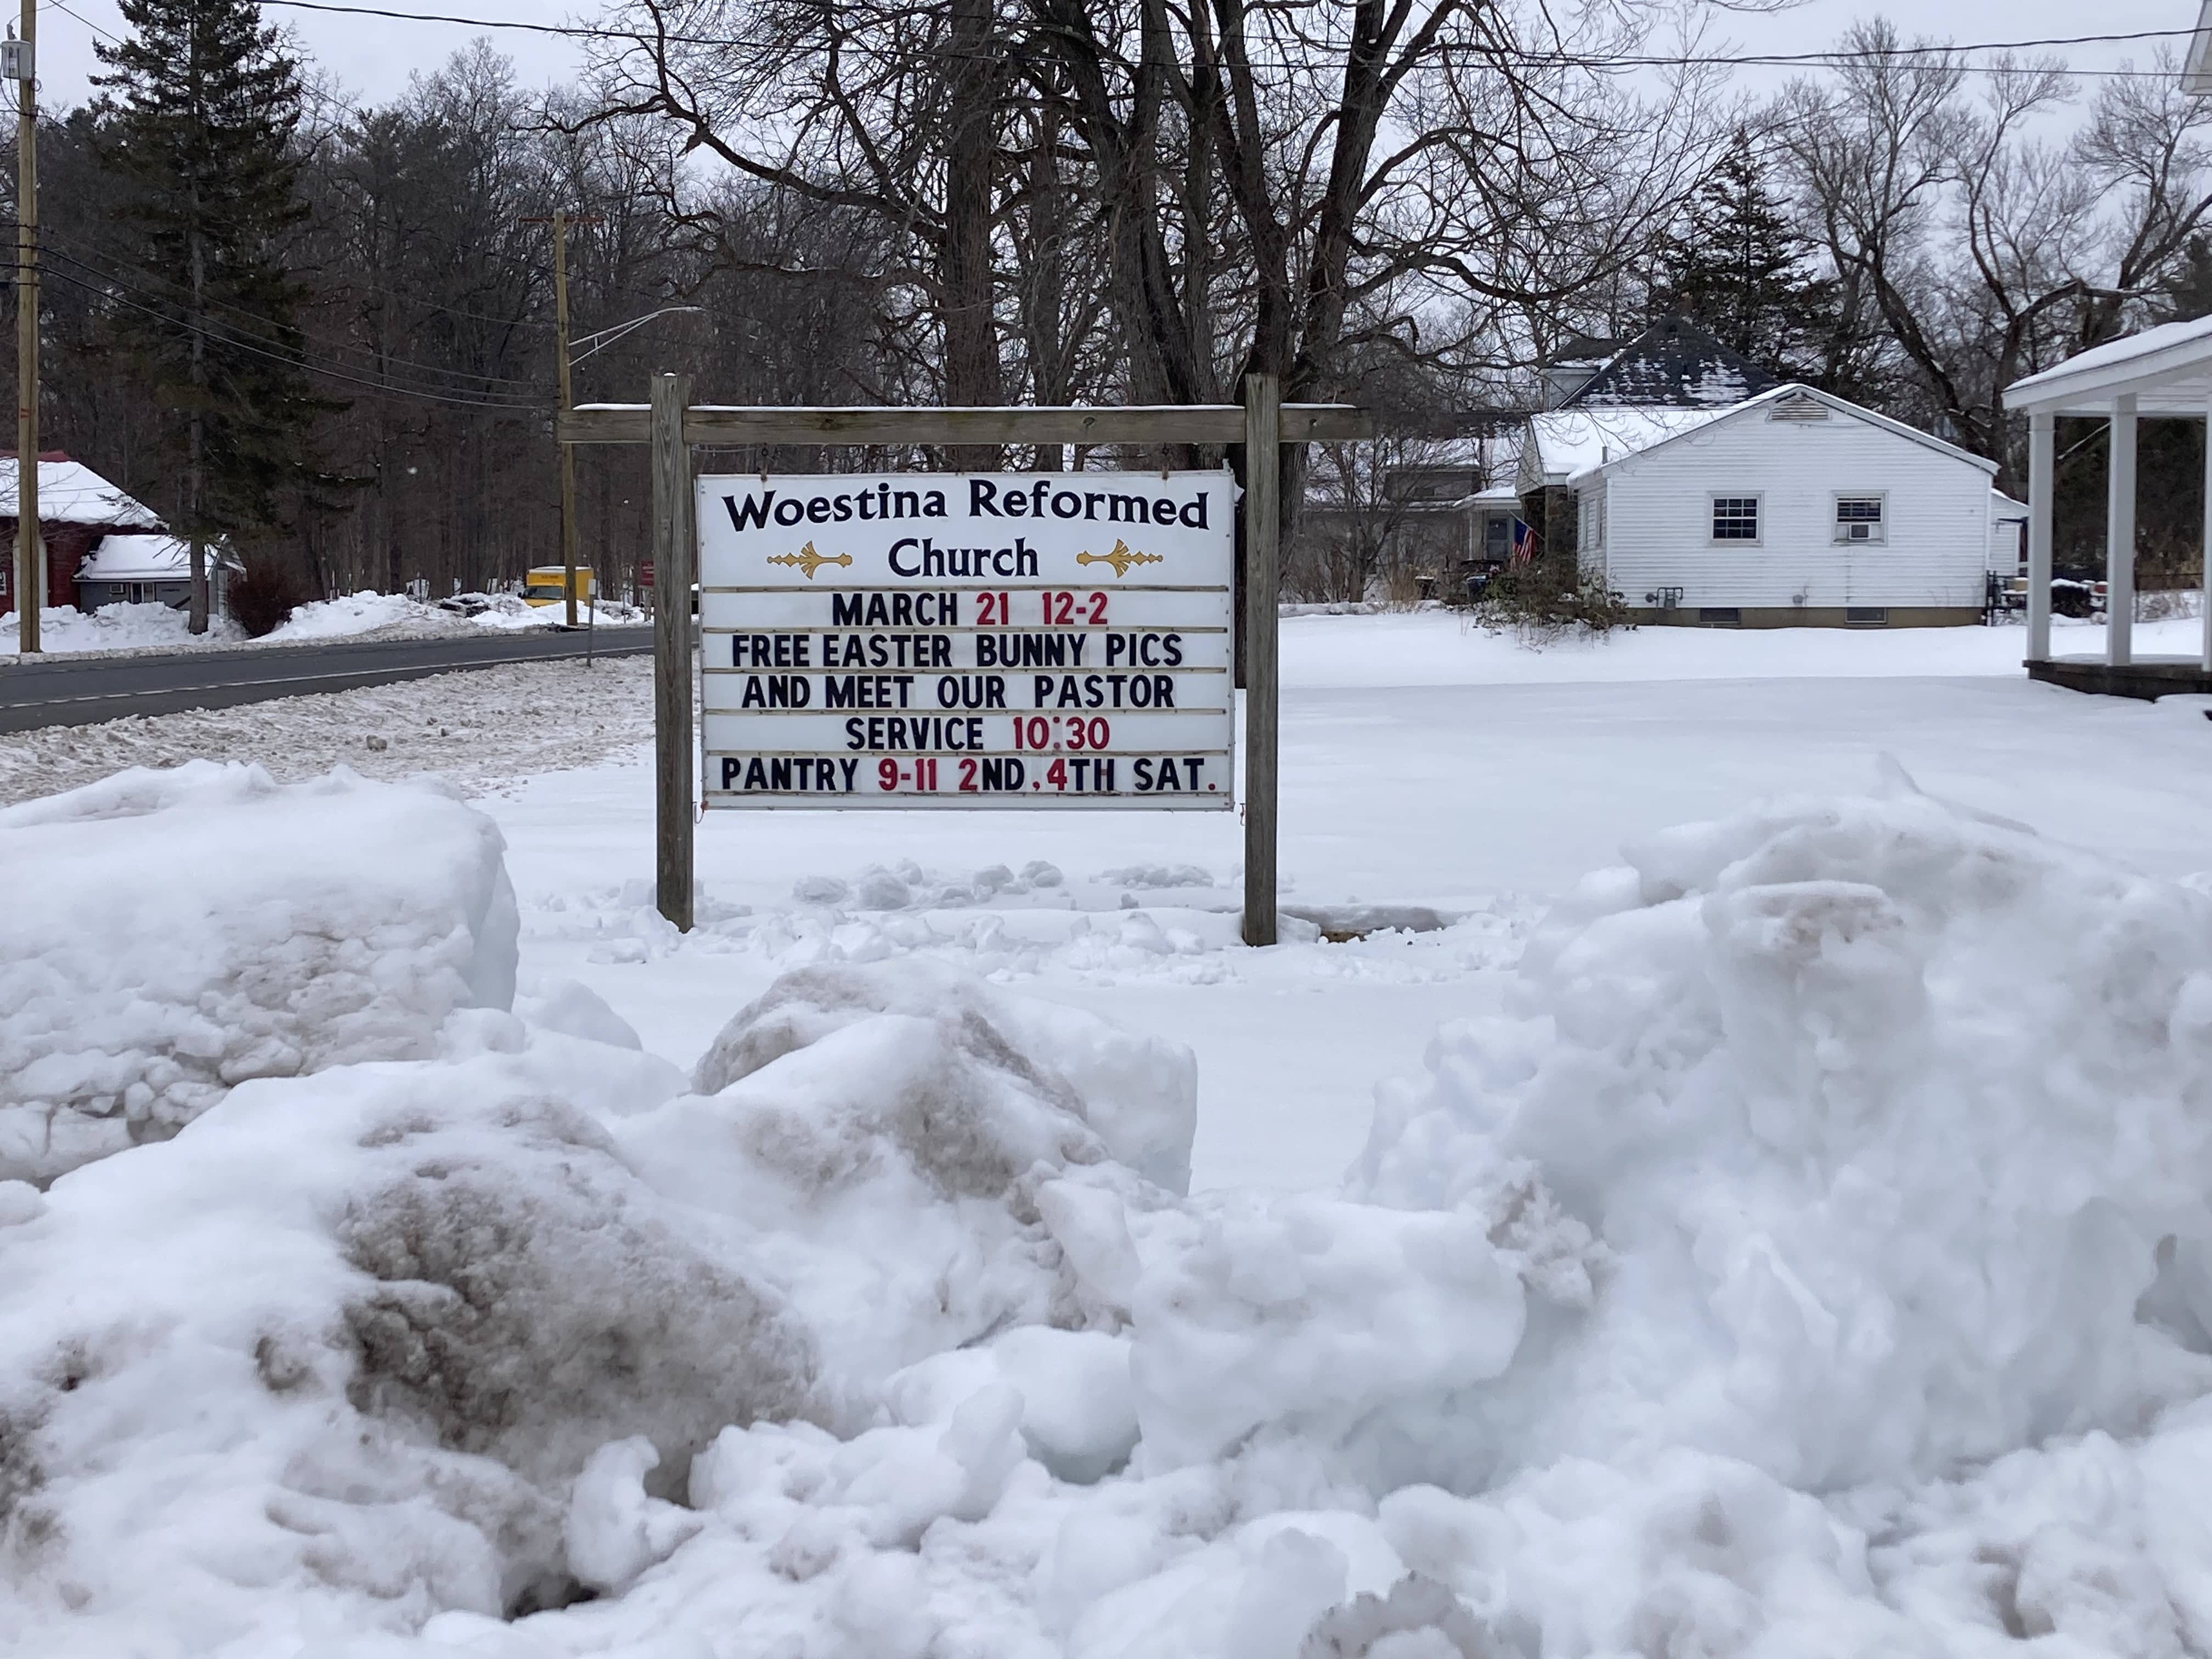 Woestina Reformed
Church
MARCH 21 12-2
FREE EASTER BUNNY PICS
AND MEET OUR PASTOR
SERVICE 10:30
PANTRY 9-11 2ND.4TH SAT.